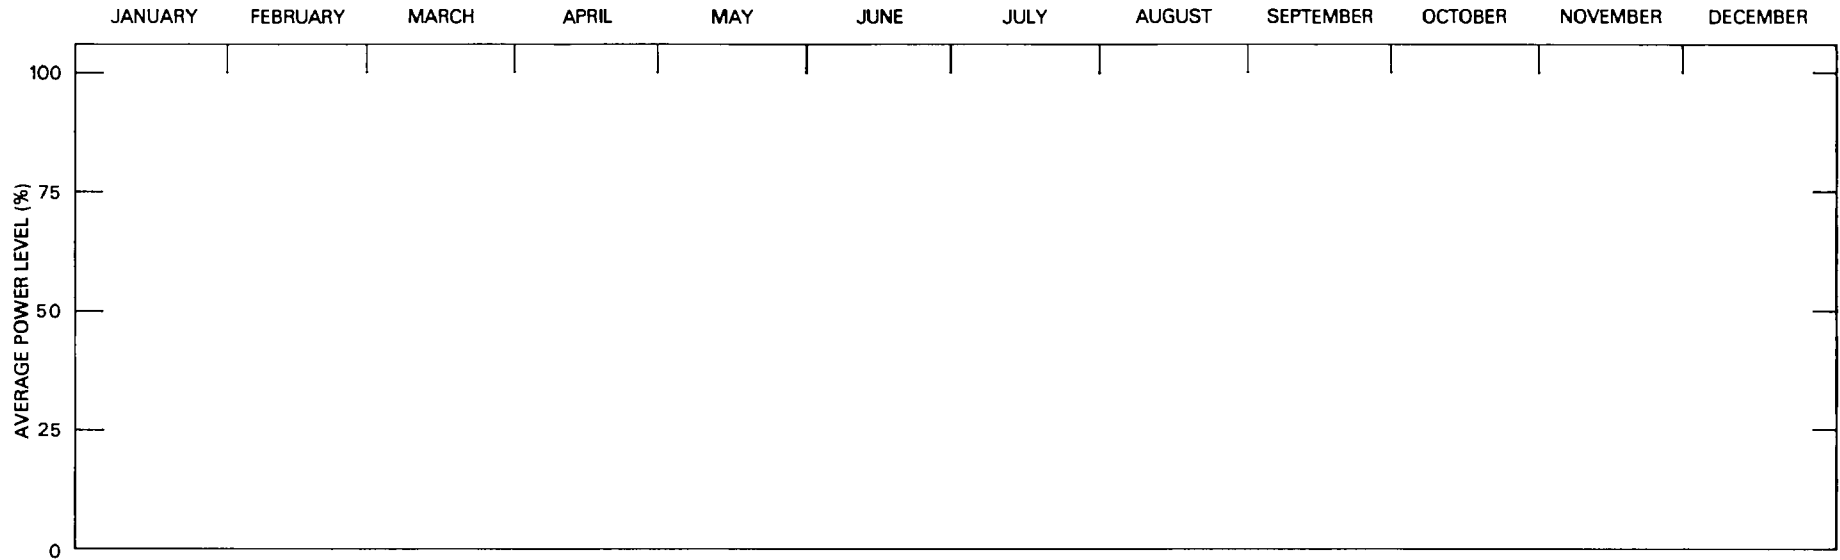 JANUARY FEBRUARY MARCH APRIL MAY JUNE JULY AUGUST SEPTEMBER OCTOBER NOVEMBER DECEMBER
AVERAGE POWER LEVEL (%)
100
75
50
25
0